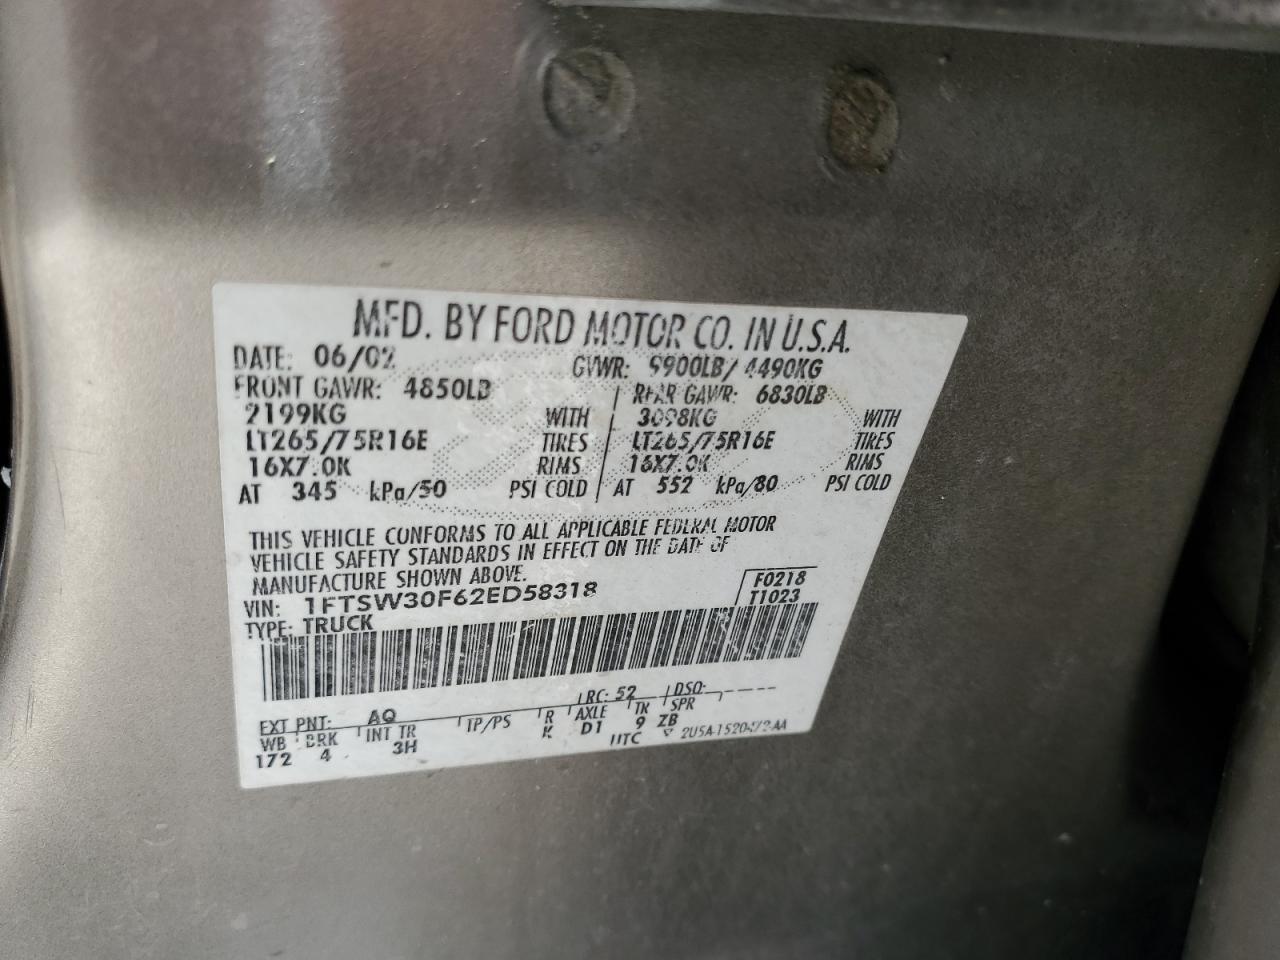 MFD. BY FORD MOTOR CO. IN U.S.A.
DATE: 06/02 GVWR: 9900LB/ 4490KG
FRONT GAWR: 4850LB REAR GAWR: 6830LB
2199KG WITH 3098KG WITH
LT265/75R16E TIRES LT265/75R16E TIRES
16X7.0K RIMS 16X7.0K RIMS
AT 345 kPa/50 PSI COLD AT 552 kPa/80 PSI COLD
THIS VEHICLE CONFORMS TO ALL APPLICABLE FEDERAL MOTOR
VEHICLE SAFETY STANDARDS IN EFFECT ON THE DATE OF
MANUFACTURE SHOWN ABOVE.
VIN: 1FTSW30F62ED58318 F0218
TYPE: TRUCK T1023
EXT PNT: AQ RC: 52 DSO:
WB BRK INT TR TP/PS R AXLE TR SPR
172 4 3H K D1 9 ZB
UTC